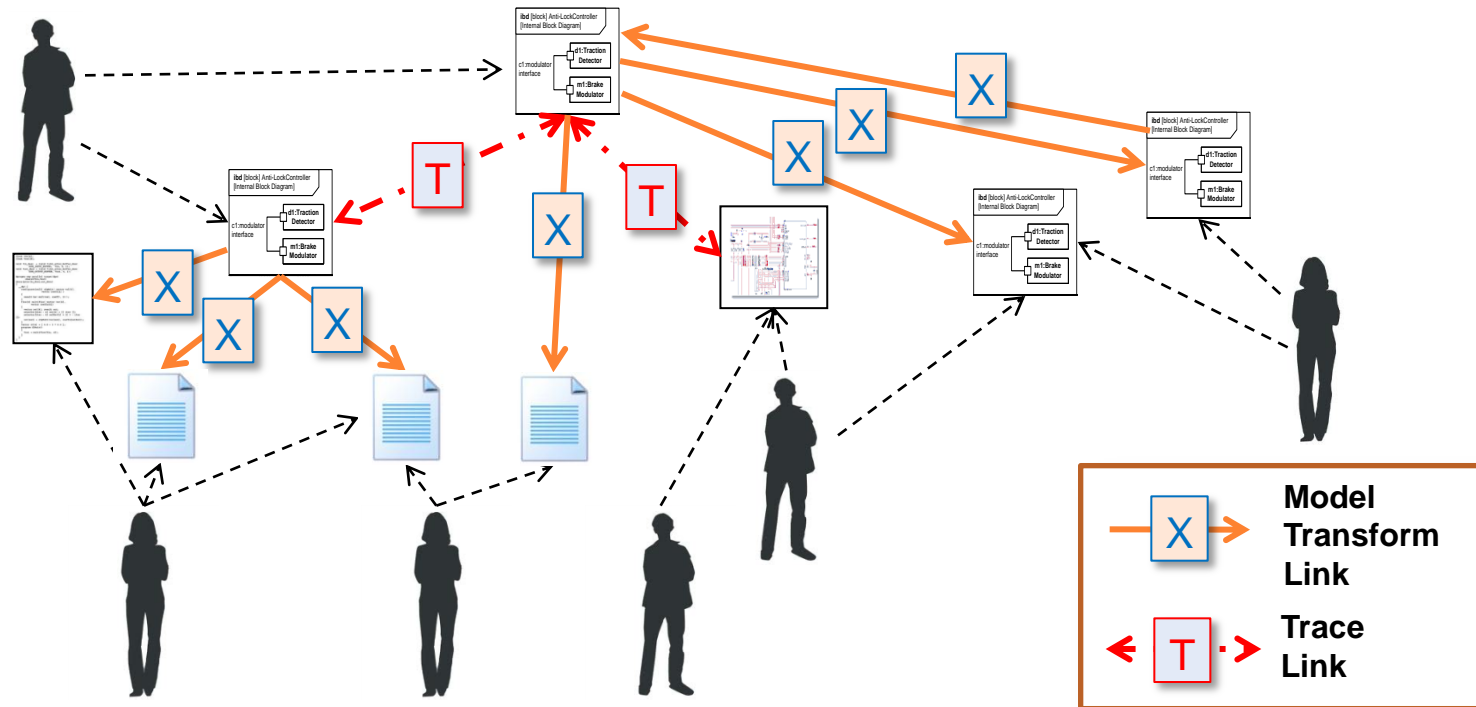 ibd [block] Anti-LockController
[Internal Block Diagram]
d1:Traction
Detector
c1:modulator
interface
m1:Brake
Modulator
X
X
X
ibd [block] Anti-LockController
[Internal Block Diagram]
d1:Traction
Detector
c1:modulator
interface
m1:Brake
Modulator
T
T
ibd [block] Anti-LockController
[Internal Block Diagram]
d1:Traction
Detector
c1:modulator
interface
m1:Brake
Modulator
ibd [block] Anti-LockController
[Internal Block Diagram]
d1:Traction
Detector
c1:modulator
interface
m1:Brake
Modulator
X
X
X
X
X
Model
Transform
Link
T
Trace
Link